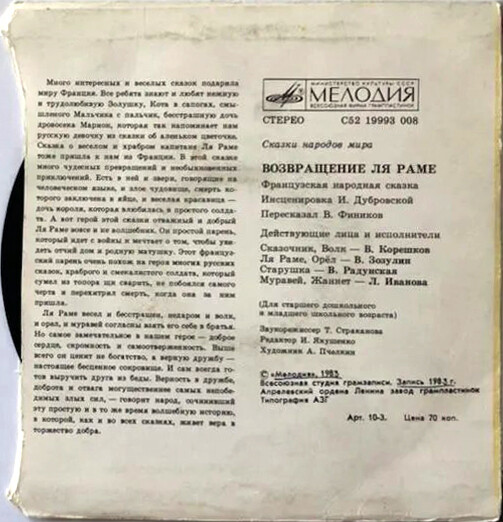 Много интересных и веселых сказок подарила
миру Франция. Все ребята знают и любят нежную
и трудолюбивую Золушку, Кота в сапогах, смы-
шленого Мальчика с пальчик, бесстрашную дочь
дровосека Марион, которая так напоминает нам
русскую девочку из сказки об аленьком цветочке.
Сказка о веселом и храбром капитане Ля Раме
тоже пришла к нам из Франции. В этой сказке
много чудесных превращений и необыкновенных
приключений. Есть в ней и звери, говорящие на
человеческом языке, и злое чудовище, смерть ко-
торого заключена в яйце, и веселая красавица —
дочь короля, которая влюбилась в простого солда-
та. А вот герой этой сказки отважный и добрый
Ля Раме вовсе и не волшебник. Он простой парень,
который идет с войны и мечтает о том, чтобы уви-
деть отчий дом и родную матушку. Этот француз-
ский парень очень похож на героя многих русских
сказок, храброго и смекалистого солдата, который
сумел из топора щи сварить, не побоялся самого
черта и перехитрил смерть, когда она за ним
пришла.
Ля Раме весел и бесстрашен, недаром и волк,
и орел, и муравей согласны взять его себе в братья.
Но самое замечательное в нашем герое — доброе
сердце, скромность и самоотверженность. Выше
всего он ценит не богатство, а верную дружбу —
настоящее бесценное сокровище. И сам всегда го-
тов выручить друга из беды. Верность в дружбе,
доброта и отвага могущественнее самых непобе-
димых злых сил, — говорит народ, сочинивший
эту простую и в то же время волшебную историю,
в которой, как и во всех сказках, живет вера в
торжество добра.
МИНИСТЕРСТВО КУЛЬТУРЫ СССР
МЕЛОДИЯ
ВСЕСОЮЗНАЯ ФИРМА ГРАМПЛАСТИНОК
СТЕРЕО С52 19993 008
Сказки народов мира
ВОЗВРАЩЕНИЕ ЛЯ РАМЕ
Французская народная сказка
Инсценировка И. Дубровской
Пересказал В. Фиников
Действующие лица и исполнители
Сказочник, Волк — В. Корешков
Ля Раме, Орёл — В. Зозулин
Старушка — В. Радунская
Муравей, Жаннет — Л. Иванова
(Для старшего дошкольного
и младшего школьного возраста)
Звукорежиссер Т. Страканова
Редактор И. Якушенко
Художник А. Пчелкин
© «Мелодия», 1983
Всесоюзная студия грамзаписи. Запись 1983 г.
Апрелевский ордена Ленина завод грампластинок
Типография АЗГ
Арт. 10-3. Цена 70 коп.